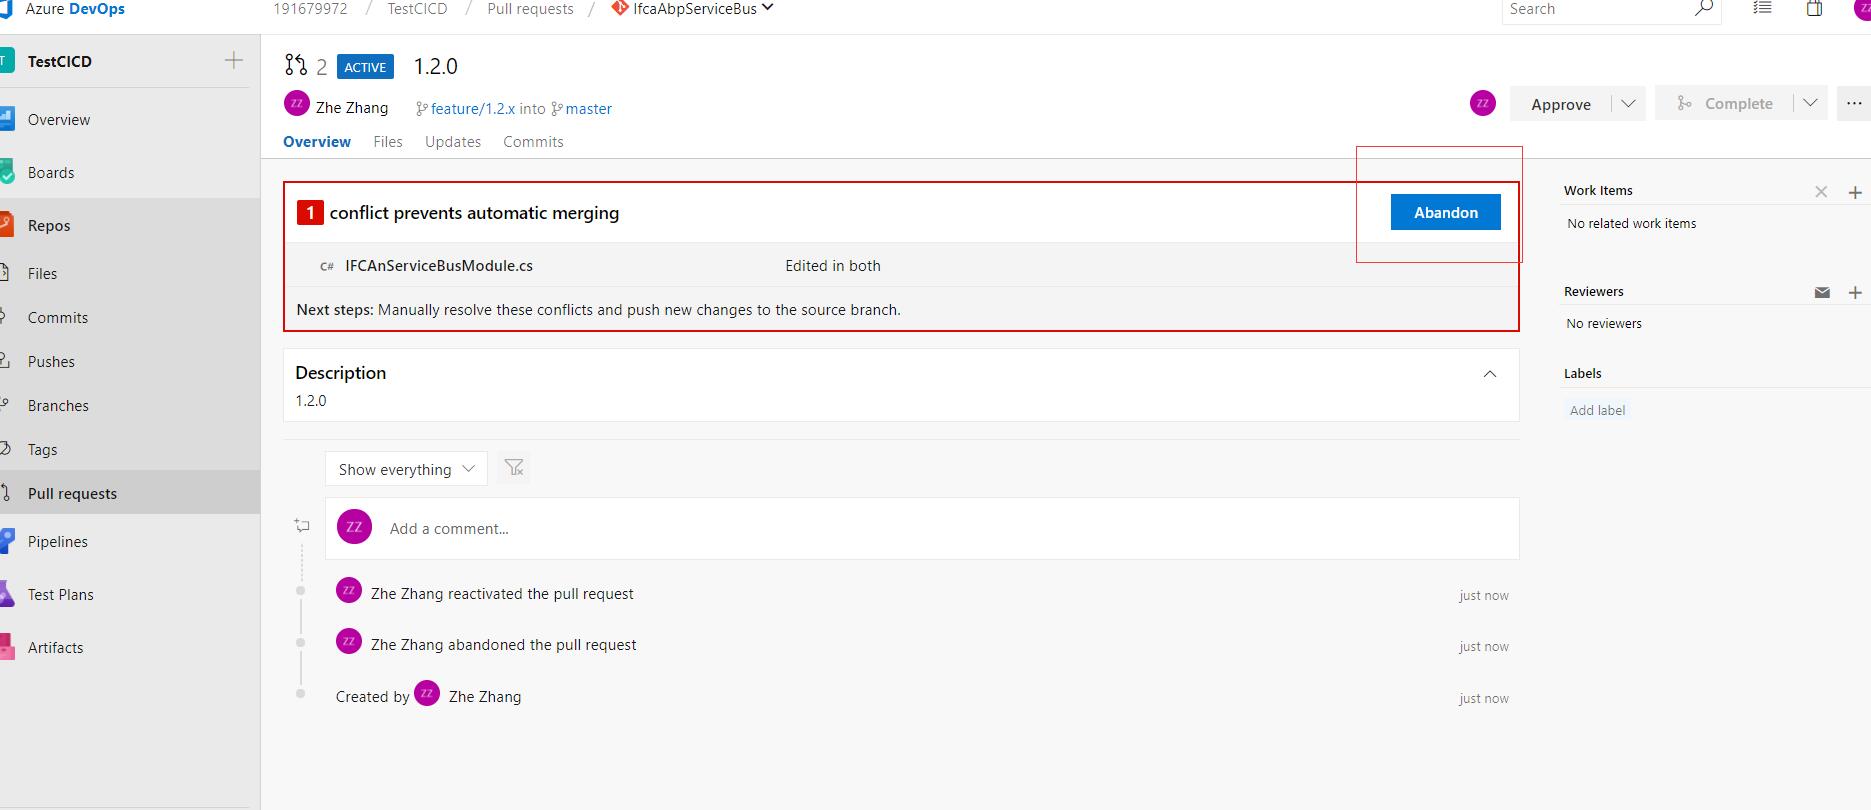 Azure DevOps
191679972 / TestCICD / Pull requests / IfcaAbpServiceBus
Search
ZZ
T TestCICD
Overview
Boards
Repos
Files
Commits
Pushes
Branches
Tags
Pull requests
Pipelines
Test Plans
Artifacts
2 ACTIVE 1.2.0
ZZ Zhe Zhang feature/1.2.x into master
ZZ Approve Complete ...
Overview Files Updates Commits
1 conflict prevents automatic merging
Abandon
C# IFCAnServiceBusModule.cs Edited in both
Next steps: Manually resolve these conflicts and push new changes to the source branch.
Description
1.2.0
Show everything
ZZ Add a comment...
ZZ Zhe Zhang reactivated the pull request just now
ZZ Zhe Zhang abandoned the pull request just now
Created by ZZ Zhe Zhang just now
Work Items
No related work items
Reviewers
No reviewers
Labels
Add label